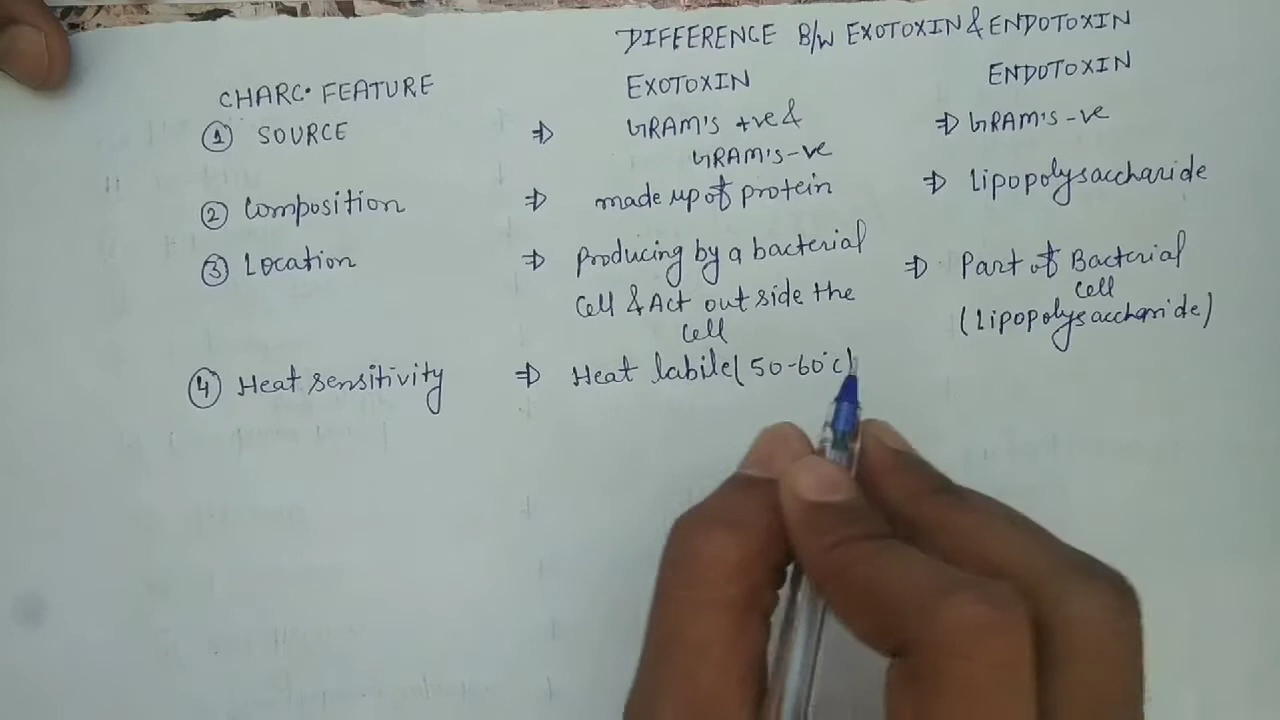 DIFFERENCE B/W EXOTOXIN & ENDOTOXIN
CHARC. FEATURE EXOTOXIN ENDOTOXIN
① SOURCE ⇒ GRAM'S +ve & ⇒ GRAM'S -ve
GRAM'S -ve
② Composition ⇒ made up of protein ⇒ Lipopolysaccharide
③ Location ⇒ Producing by a bacterial ⇒ Part of Bacterial
Cell & Act out side the cell
cell (Lipopolysaccharide)
④ Heat sensitivity ⇒ Heat labile (50-60°c)